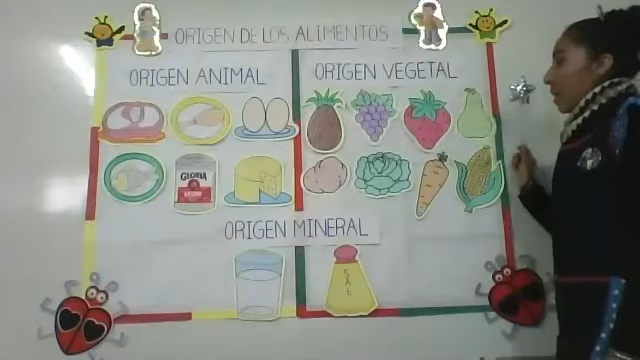 ORIGEN DE LOS ALIMENTOS
ORIGEN ANIMAL
ORIGEN VEGETAL
GLORIA
ORIGEN MINERAL
SAL